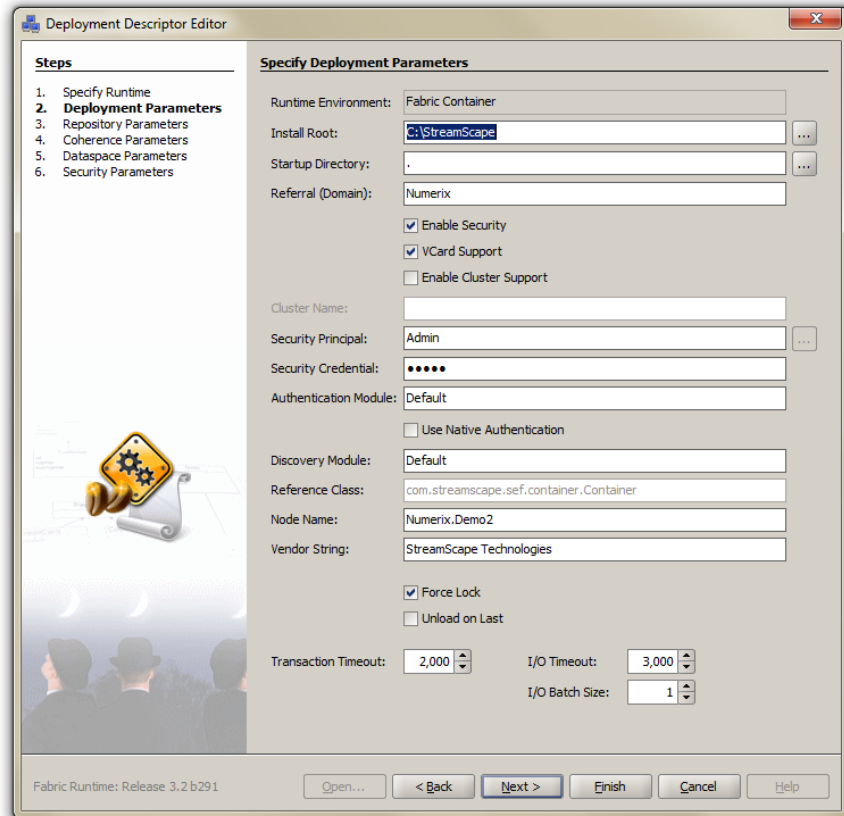 Deployment Descriptor Editor
Steps
1. Specify Runtime
2. Deployment Parameters
3. Repository Parameters
4. Coherence Parameters
5. Dataspace Parameters
6. Security Parameters
Specify Deployment Parameters
Runtime Environment: Fabric Container
Install Root: C:\StreamScape ...
Startup Directory: . ...
Referral (Domain): Numerix
Enable Security
VCard Support
Enable Cluster Support
Cluster Name:
Security Principal: Admin ...
Security Credential: •••••
Authentication Module: Default
Use Native Authentication
Discovery Module: Default
Reference Class: com.streamscape.sef.container.Container
Node Name: Numerix.Demo2
Vendor String: StreamScape Technologies
Force Lock
Unload on Last
Transaction Timeout: 2,000 I/O Timeout: 3,000
I/O Batch Size: 1
Fabric Runtime: Release 3.2 b291 Open... < Back Next > Finish Cancel Help